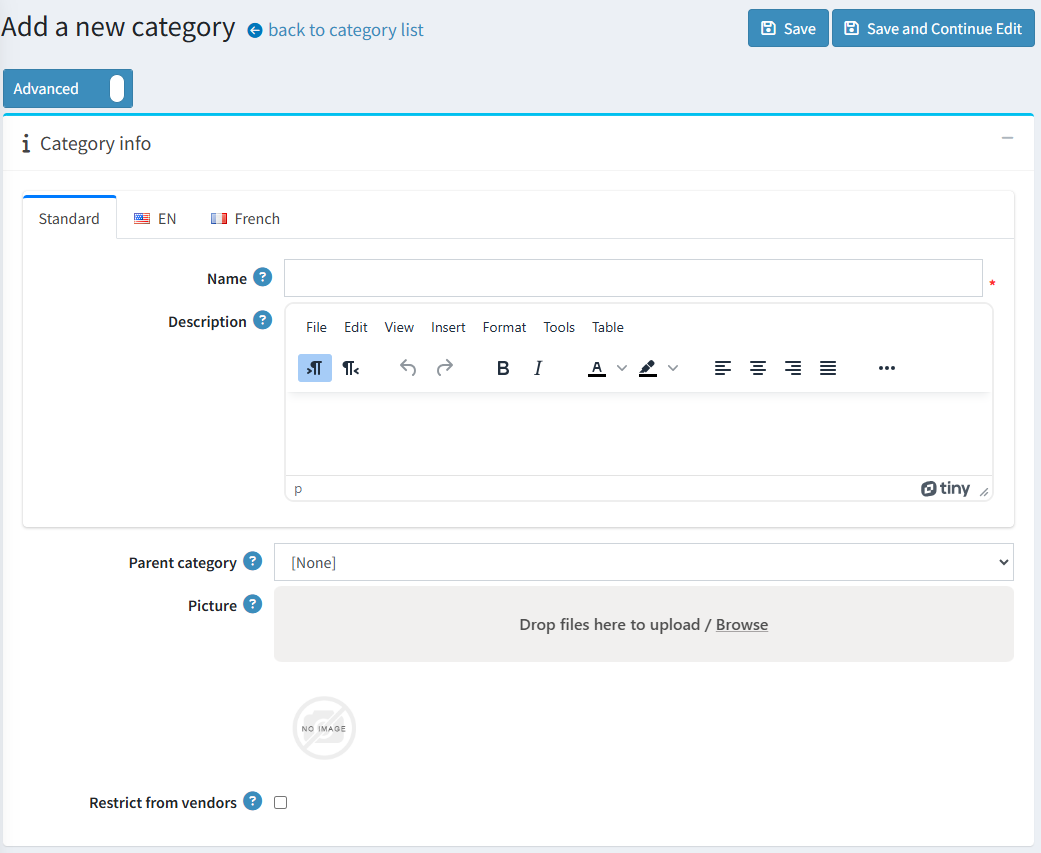 Add a new category back to category list Save Save and Continue Edit
Advanced
Category info
Standard EN French
Name ? *
Description ? File Edit View Insert Format Tools Table
B I A
p tiny
Parent category ? [None]
Picture ? Drop files here to upload / Browse
NO IMAGE
Restrict from vendors ?